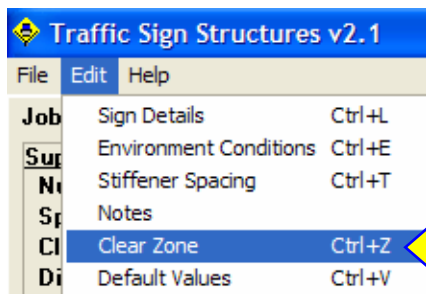 Traffic Sign Structures v2.1
File Edit Help
Job
Sign Details Ctrl+L
Environment Conditions Ctrl+E
Stiffener Spacing Ctrl+T
Notes
Clear Zone Ctrl+Z
Default Values Ctrl+V